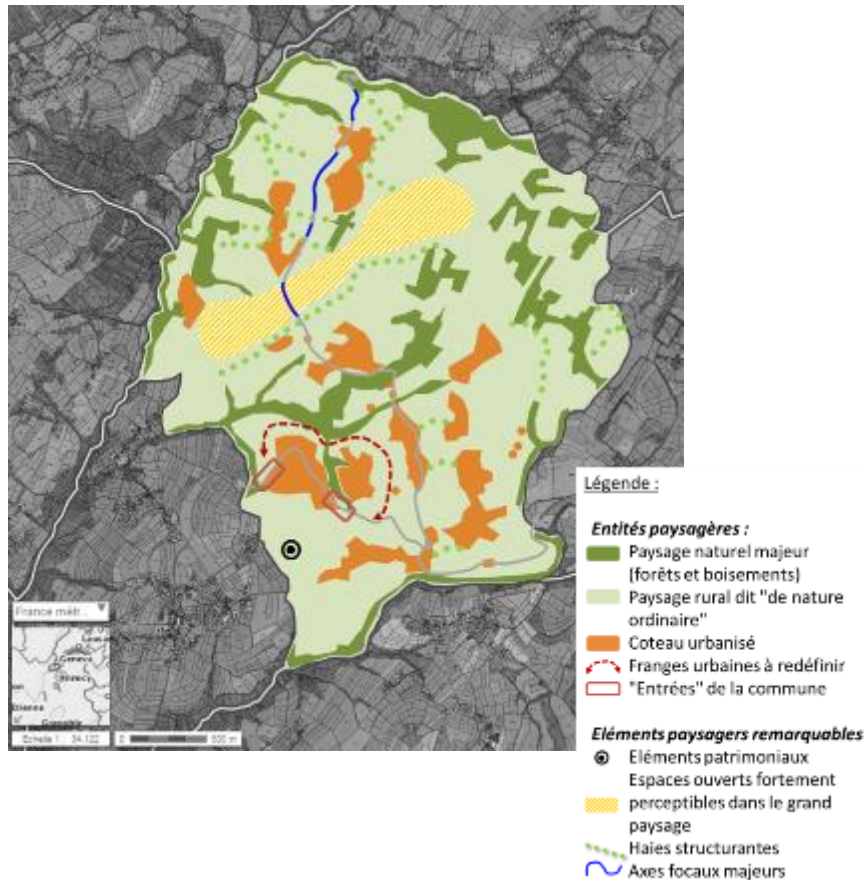 Légende :
Entités paysagères :
Paysage naturel majeur
(forêts et boisements)
Paysage rural dit "de nature
ordinaire"
Coteau urbanisé
Franges urbaines à redéfinir
"Entrées" de la commune
Eléments paysagers remarquables
Eléments patrimoniaux
Espaces ouverts fortement
perceptibles dans le grand
paysage
Haies structurantes
Axes focaux majeurs
France métr... ▼
Geneva
Annecy
Grenoble
Echelle 1 : 34,122
0 500 m